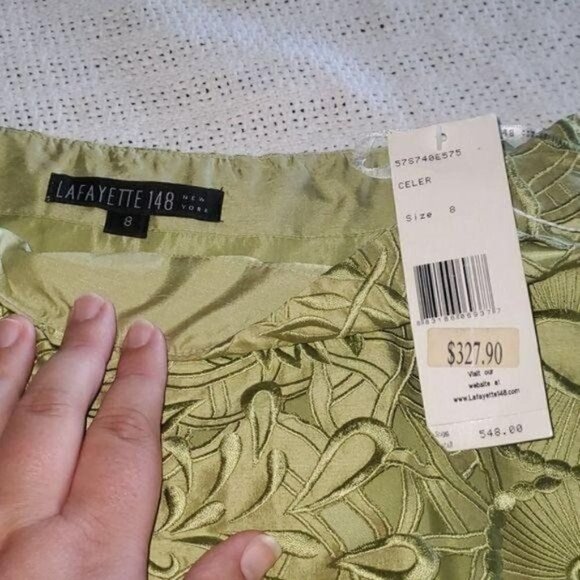 LAFAYETTE 148 NEW YORK
8
57S740E575
CELER
Size 8
$327.90
Visit our
website at
www.Lafayette148.com
548.00